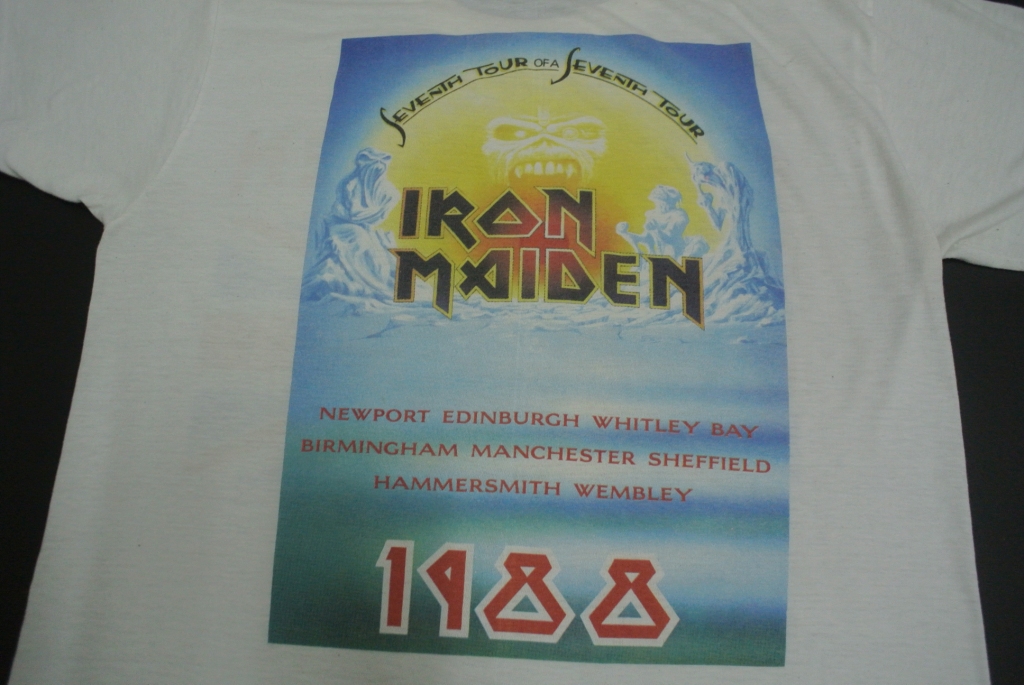 SEVENTH TOUR OF A SEVENTH TOUR
IRON
MAIDEN
NEWPORT EDINBURGH WHITLEY BAY
BIRMINGHAM MANCHESTER SHEFFIELD
HAMMERSMITH WEMBLEY
1988